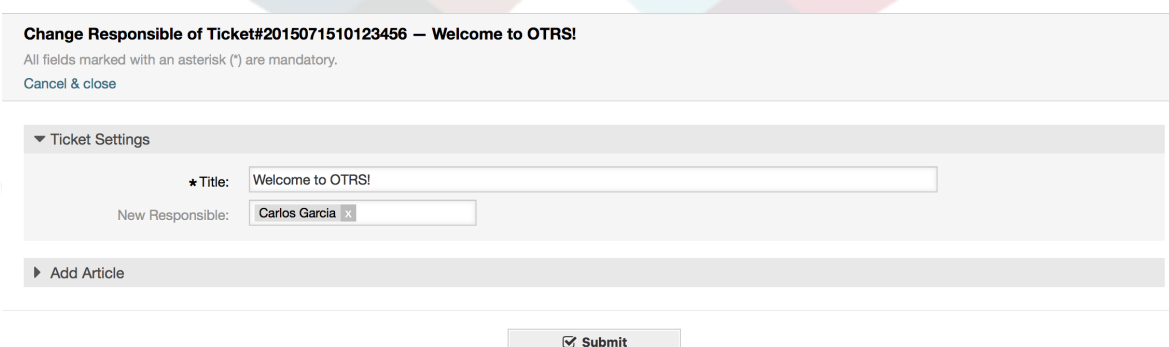 Change Responsible of Ticket#2015071510123456 — Welcome to OTRS!
All fields marked with an asterisk (*) are mandatory.
Cancel & close
Ticket Settings
* Title: Welcome to OTRS!
New Responsible: Carlos Garcia x
Add Article
Submit